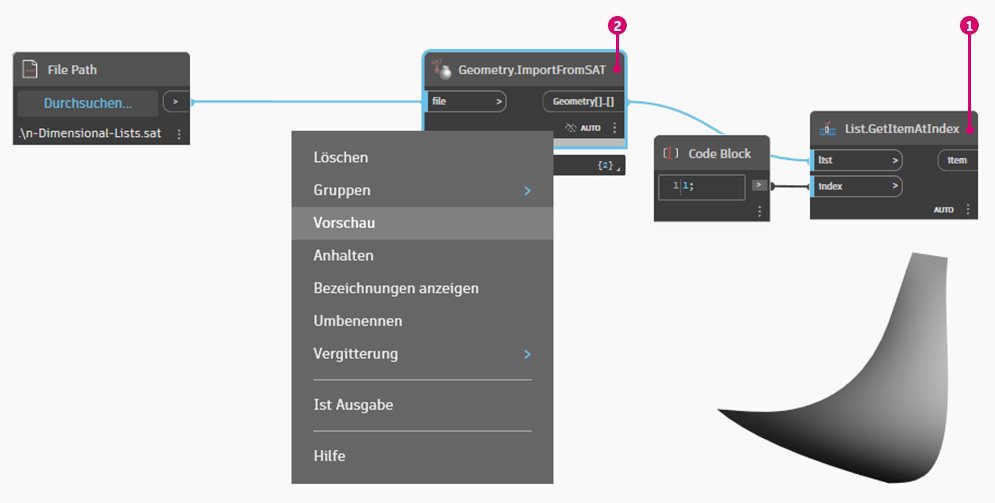 2
1
File Path
Durchsuchen...
>
.\n-Dimensional-Lists.sat
SAT
Geometry.ImportFromSAT
file >
Geometry[]..[]
AUTO
{2}
Code Block
1 1;
>
List.GetItemAtIndex
list >
item
index >
AUTO
Löschen
Gruppen >
Vorschau
Anhalten
Bezeichnungen anzeigen
Umbenennen
Vergitterung >
Ist Ausgabe
Hilfe